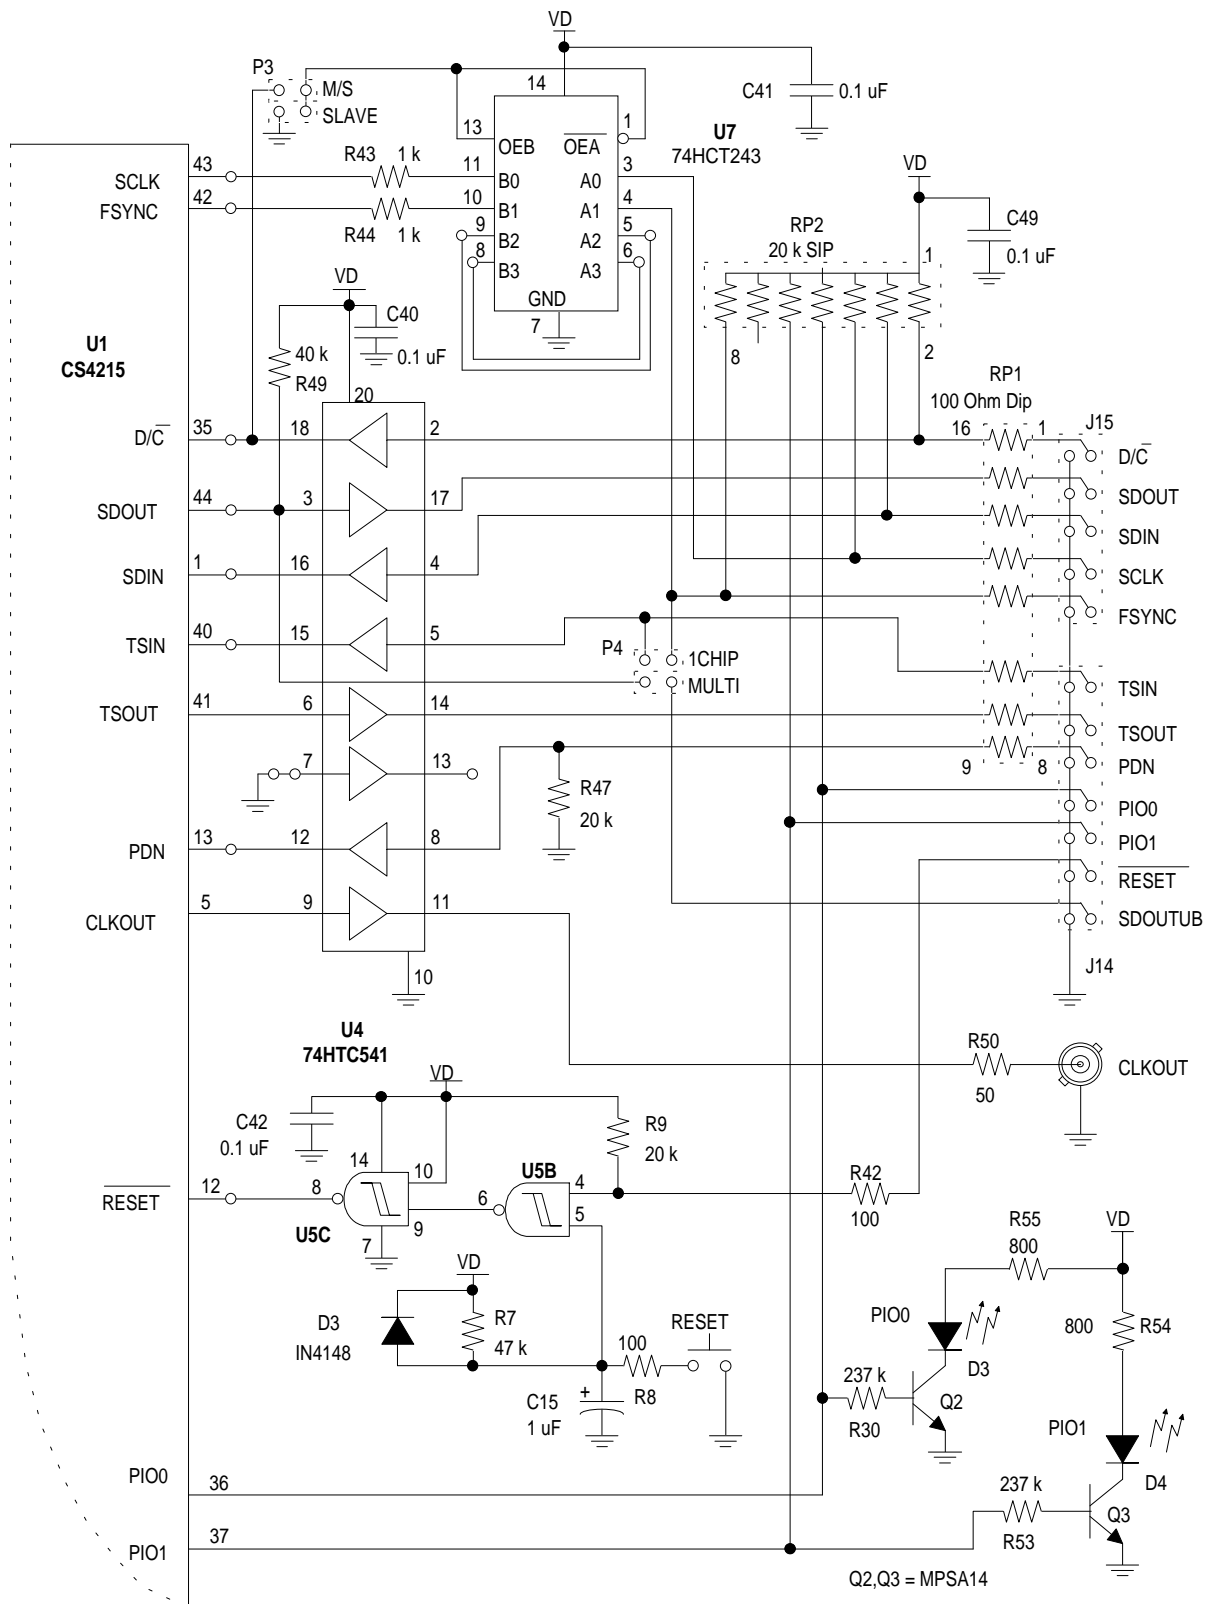 VD
P3
M/S
SLAVE
14
C41
0.1 uF
13
OEB
OEA
1
U7
74HCT243
43
SCLK
R43
1 k
11
B0
A0
3
42
FSYNC
R44
1 k
10
B1
A1
4
9
B2
A2
5
8
B3
A3
6
GND
7
VD
C49
0.1 uF
RP2
20 k SIP
1
8
2
VD
C40
0.1 uF
40 k
R49
U1
CS4215
20
RP1
100 Ohm Dip
35
D/C
18
2
16
1
J15
D/C
44
SDOUT
3
17
SDOUT
1
SDIN
16
4
SDIN
SCLK
FSYNC
40
TSIN
15
5
P4
1CHIP
MULTI
TSIN
41
TSOUT
6
14
TSOUT
7
13
9
8
PDN
R47
20 k
PIO0
13
PDN
12
8
PIO1
RESET
5
CLKOUT
9
11
SDOUTUB
10
J14
U4
74HTC541
R50
50
CLKOUT
VD
C42
0.1 uF
R9
20 k
14
10
U5B
4
R42
100
12
RESET
8
6
5
U5C
7
9
R55
800
VD
VD
D3
IN4148
R7
47 k
RESET
100
R8
C15
+
1 uF
PIO0
D3
800
R54
237 k
R30
Q2
PIO1
D4
PIO0
36
237 k
R53
Q3
PIO1
37
Q2,Q3 = MPSA14